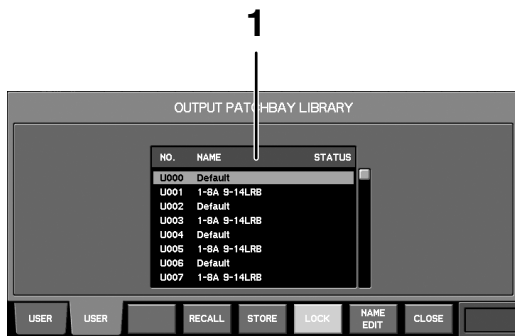 1
OUTPUT PATCHBAY LIBRARY
NO. NAME STATUS
U000 Default
U001 1-8A 9-14LRB
U002 Default
U003 1-8A 9-14LRB
U004 Default
U005 1-8A 9-14LRB
U006 Default
U007 1-8A 9-14LRB
USER USER RECALL STORE LOCK NAME EDIT CLOSE